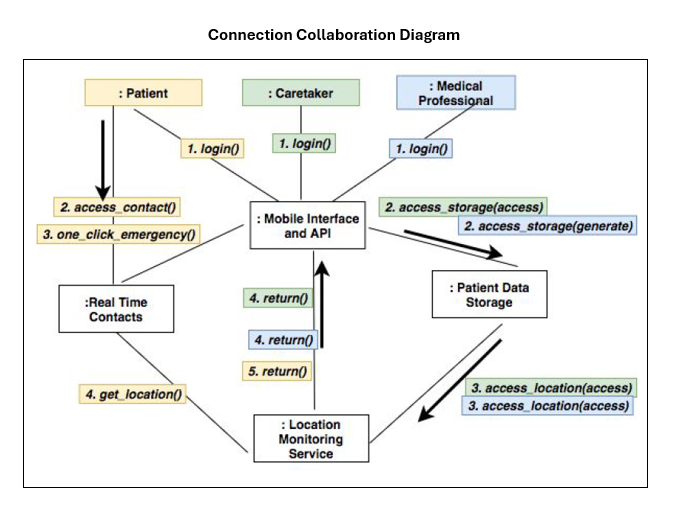 Connection Collaboration Diagram
: Patient
: Caretaker
: Medical
Professional
1. login()
1. login()
1. login()
2. access_contact()
3. one_click_emergency()
: Mobile Interface
and API
2. access_storage(access)
2. access_storage(generate)
:Real Time
Contacts
4. return()
4. return()
5. return()
: Patient Data
Storage
4. get_location()
3. access_location(access)
3. access_location(access)
: Location
Monitoring
Service